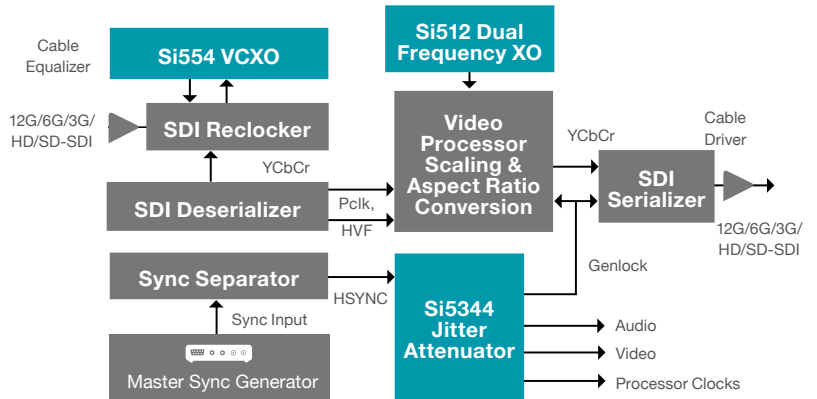 Cable
Equalizer
Si554 VCXO
Si512 Dual
Frequency XO
12G/6G/3G/
HD/SD-SDI
SDI Reclocker
YCbCr
SDI Deserializer
Pclk,
HVF
Video
Processor
Scaling &
Aspect Ratio
Conversion
YCbCr
Cable
Driver
SDI
Serializer
12G/6G/3G/
HD/SD-SDI
Sync Separator
HSYNC
Genlock
Si5344
Jitter
Attenuator
Sync Input
Master Sync Generator
Audio
Video
Processor Clocks